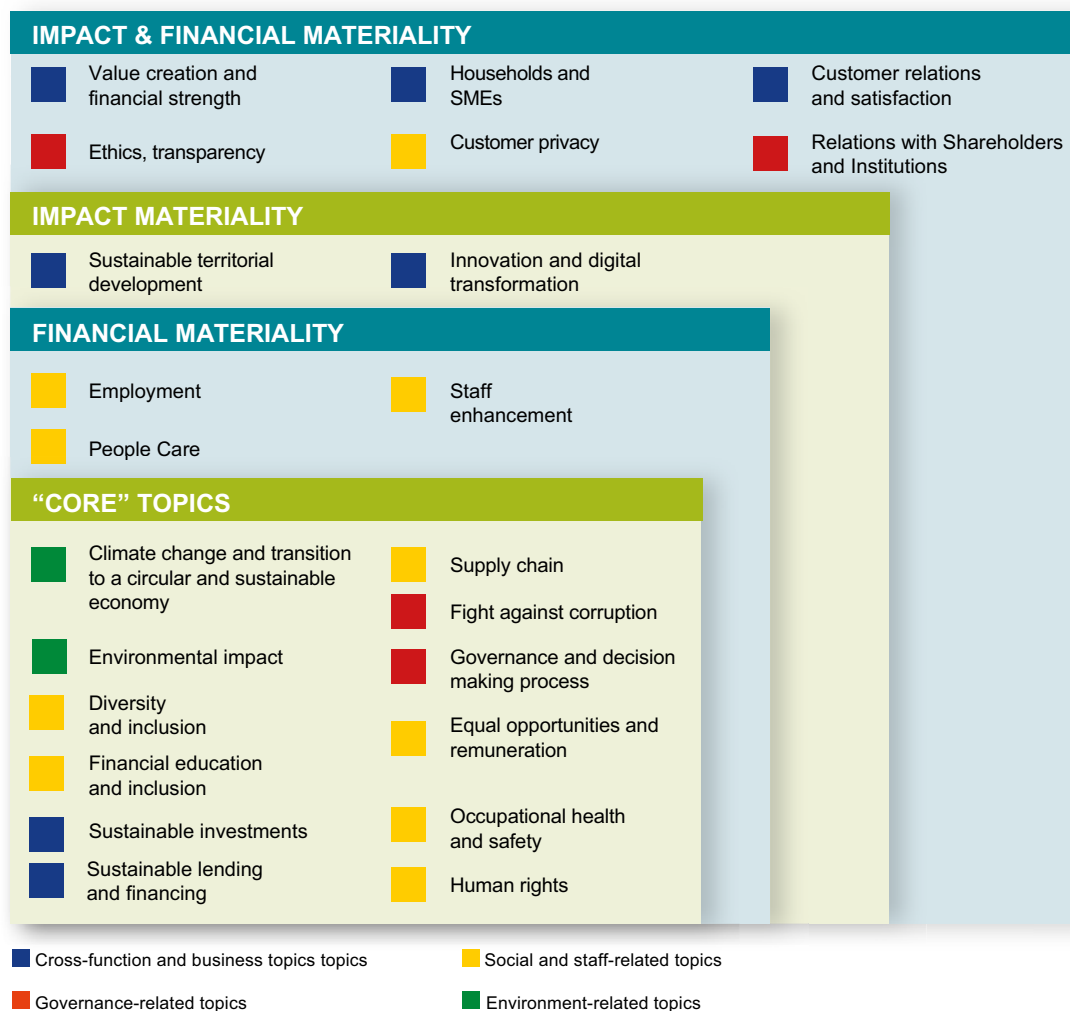 IMPACT & FINANCIAL MATERIALITY
Value creation and
financial strength
Households and
SMEs
Customer relations
and satisfaction
Ethics, transparency
Customer privacy
Relations with Shareholders
and Institutions
IMPACT MATERIALITY
Sustainable territorial
development
Innovation and digital
transformation
FINANCIAL MATERIALITY
Employment
Staff
enhancement
People Care
“CORE” TOPICS
Climate change and transition
to a circular and sustainable
economy
Environmental impact
Diversity
and inclusion
Financial education
and inclusion
Sustainable investments
Sustainable lending
and financing
Supply chain
Fight against corruption
Governance and decision
making process
Equal opportunities and
remuneration
Occupational health
and safety
Human rights
Cross-function and business topics topics
Social and staff-related topics
Governance-related topics
Environment-related topics